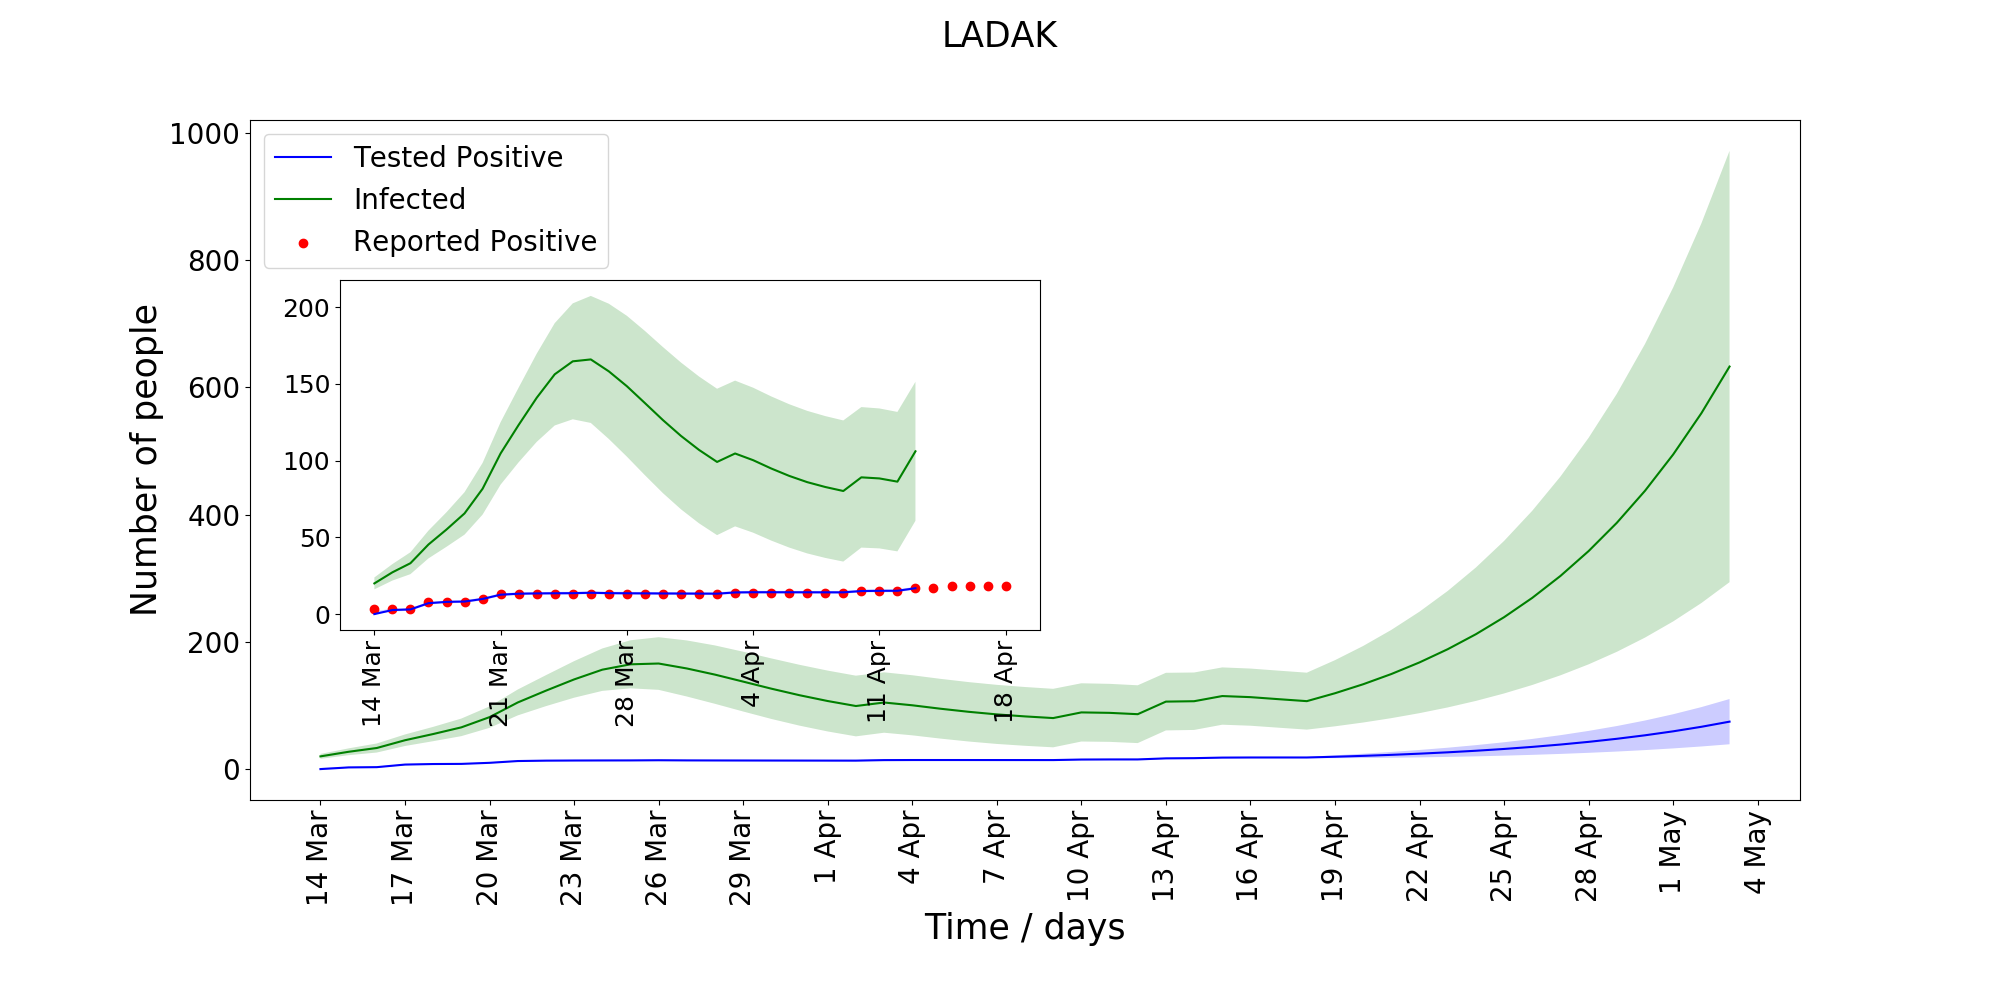 LADAK
1000
800
600
400
200
0
Number of people
Tested Positive
Infected
Reported Positive
200
150
100
50
0
14 Mar
21 Mar
28 Mar
4 Apr
11 Apr
18 Apr
14 Mar
17 Mar
20 Mar
23 Mar
26 Mar
29 Mar
1 Apr
4 Apr
7 Apr
10 Apr
13 Apr
16 Apr
19 Apr
22 Apr
25 Apr
28 Apr
1 May
4 May
Time / days